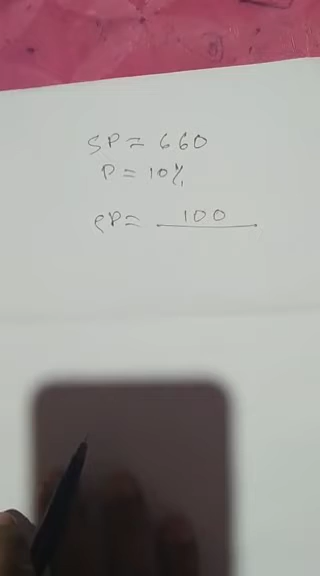 SP = 660
P = 10%
CP = 100